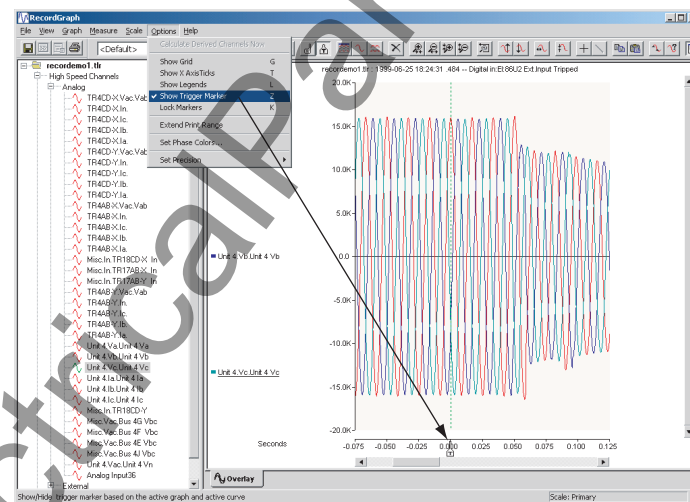 RecordGraph
File View Graph Measure Scale Options Help
<Default>
Calculate Derived Channels Now
Show Grid G
Show X AxisTicks T
Show Legends L
Show Trigger Marker Z
Lock Markers K
Extend Print Range
Set Phase Colors...
Set Precision
recordemo1.tlr
High Speed Channels
Analog
TR4CD-X.Vac.Vab
TR4CD-X.In.
TR4CD-X.Ic.
TR4CD-X.Ib.
TR4CD-X.Ia.
TR4CD-Y.Vac.Vab
TR4CD-Y.In.
TR4CD-Y.Ic.
TR4CD-Y.Ib.
TR4CD-Y.Ia.
TR4AB-X.Vac.Vab
TR4AB-X.In.
TR4AB-X.Ic.
TR4AB-X.Ib.
TR4AB-X.Ia.
Misc.In.TR18CD-X In
Misc.In.TR17AB-X In
Misc.In.TR17AB-Y In
TR4AB-Y.Vac.Vab
TR4AB-Y.In.
TR4AB-Y.Ic.
TR4AB-Y.Ib.
TR4AB-Y.Ia.
Unit 4.Va.Unit 4 Va
Unit 4.Vb.Unit 4 Vb
Unit 4.Vc.Unit 4 Vc
Unit 4.Ia.Unit 4 Ia
Unit 4.Ib.Unit 4 Ib
Unit 4.Ic.Unit 4 Ic
Misc.In.TR18CD-Y
Misc.Vac.Bus 4G Vbc
Misc.Vac.Bus 4F Vbc
Misc.Vac.Bus 4E Vbc
Misc.Vac.Bus 4J Vbc
Unit 4.Vac.Unit 4 Vn
Analog Input36
External
recordemo1.tlr : 1999-06-25 18:24:31 .484 -- Digital in:Et 86U2 Ext.Input Tripped
20.0K
15.0K
10.0K
5.0K
0.0
-5.0K
-10.0K
-15.0K
-20.0K
Unit 4.Vb.Unit 4 Vb
Unit 4.Vc.Unit 4 Vc
Seconds
-0.075 -0.050 -0.025 0.000 0.025 0.050 0.075 0.100 0.125
T
Overlay
Show/Hide trigger marker based on the active graph and active curve
Scale: Primary